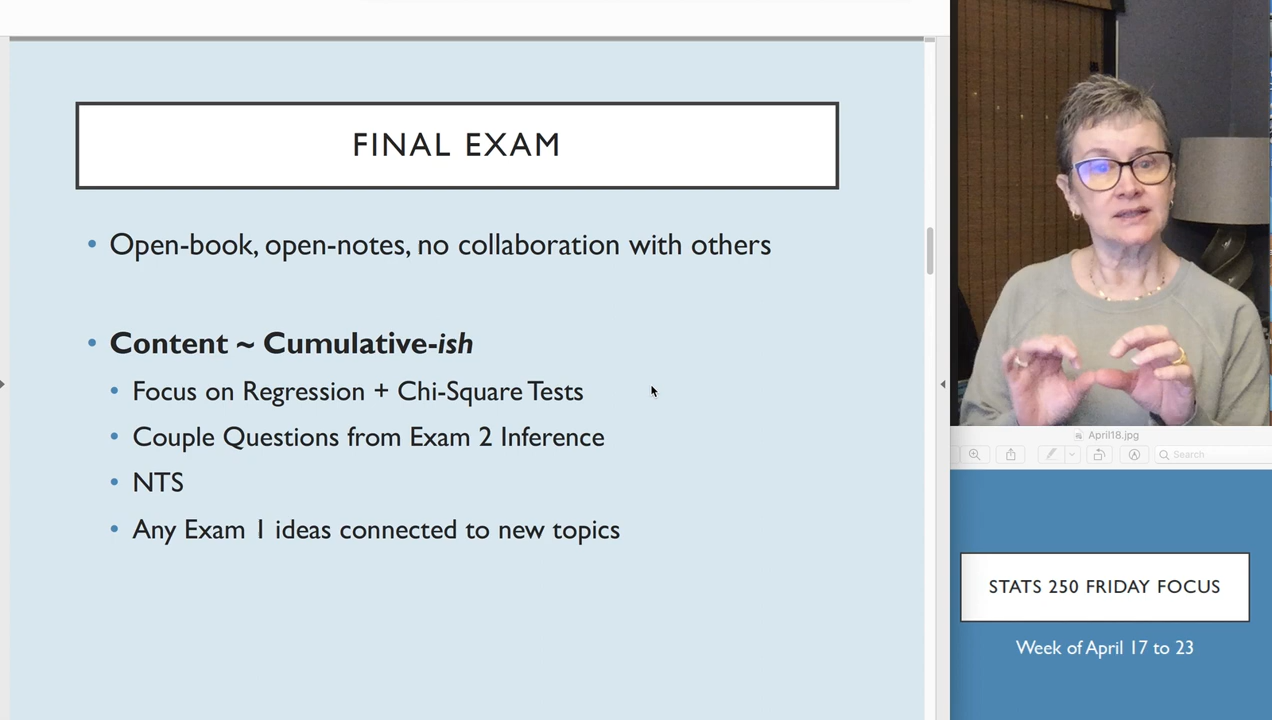 FINAL EXAM
Open-book, open-notes, no collaboration with others
Content ~ Cumulative-ish
Focus on Regression + Chi-Square Tests
Couple Questions from Exam 2 Inference
NTS
Any Exam 1 ideas connected to new topics
April18.jpg
Search
STATS 250 FRIDAY FOCUS
Week of April 17 to 23